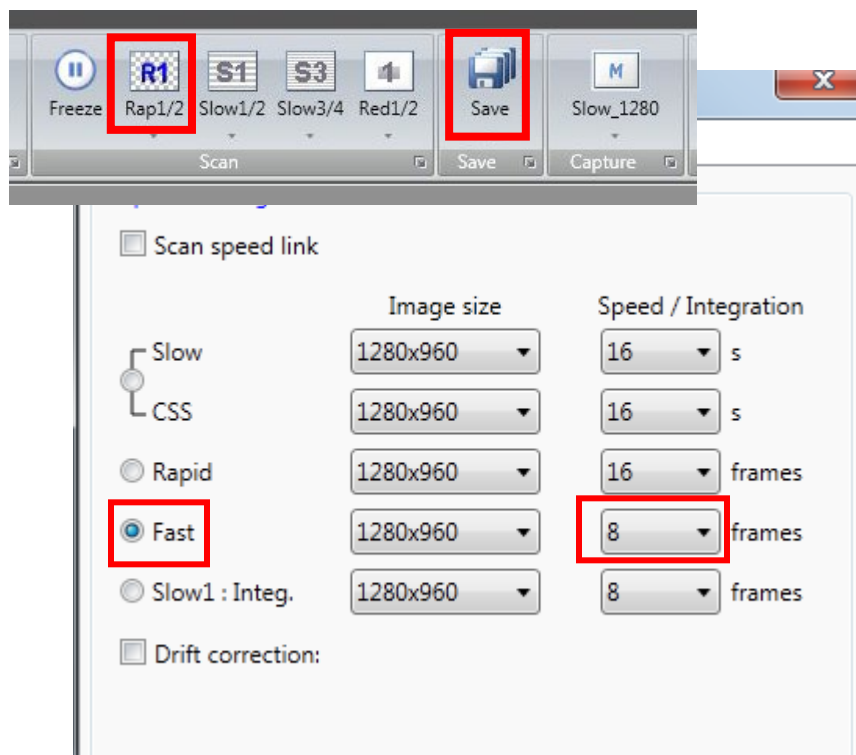 R1 S1 S3 4 M
Freeze Rap1/2 Slow1/2 Slow3/4 Red1/2 Save Slow_1280
Scan Save Capture
Scan speed link
Image size Speed / Integration
Slow 1280x960 16 s
CSS 1280x960 16 s
Rapid 1280x960 16 frames
Fast 1280x960 8 frames
Slow1 : Integ. 1280x960 8 frames
Drift correction: